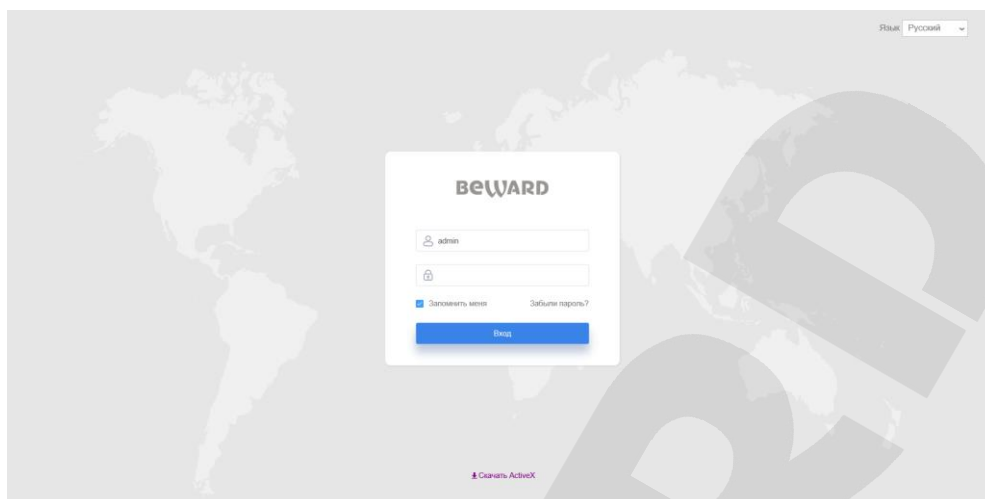 Язык Русский
BEWARD
admin
Запомнить меня Забыли пароль?
Вход
Скачать ActiveX